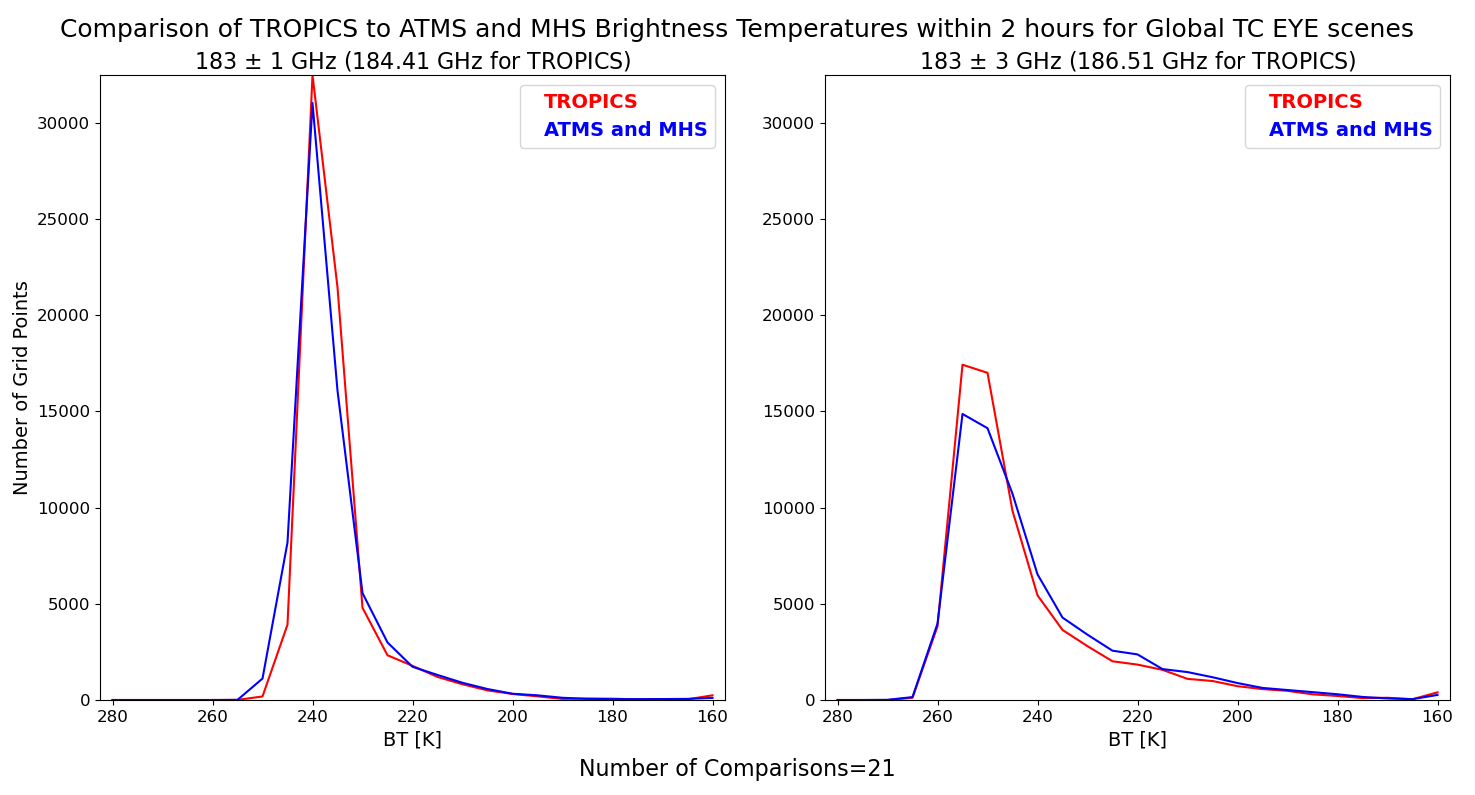 Comparison of TROPICS to ATMS and MHS Brightness Temperatures within 2 hours for Global TC EYE scenes
183 ± 1 GHz (184.41 GHz for TROPICS)
TROPICS
ATMS and MHS
30000
25000
20000
15000
10000
5000
0
Number of Grid Points
280 260 240 220 200 180 160
BT [K]
183 ± 3 GHz (186.51 GHz for TROPICS)
TROPICS
ATMS and MHS
30000
25000
20000
15000
10000
5000
0
280 260 240 220 200 180 160
BT [K]
Number of Comparisons=21